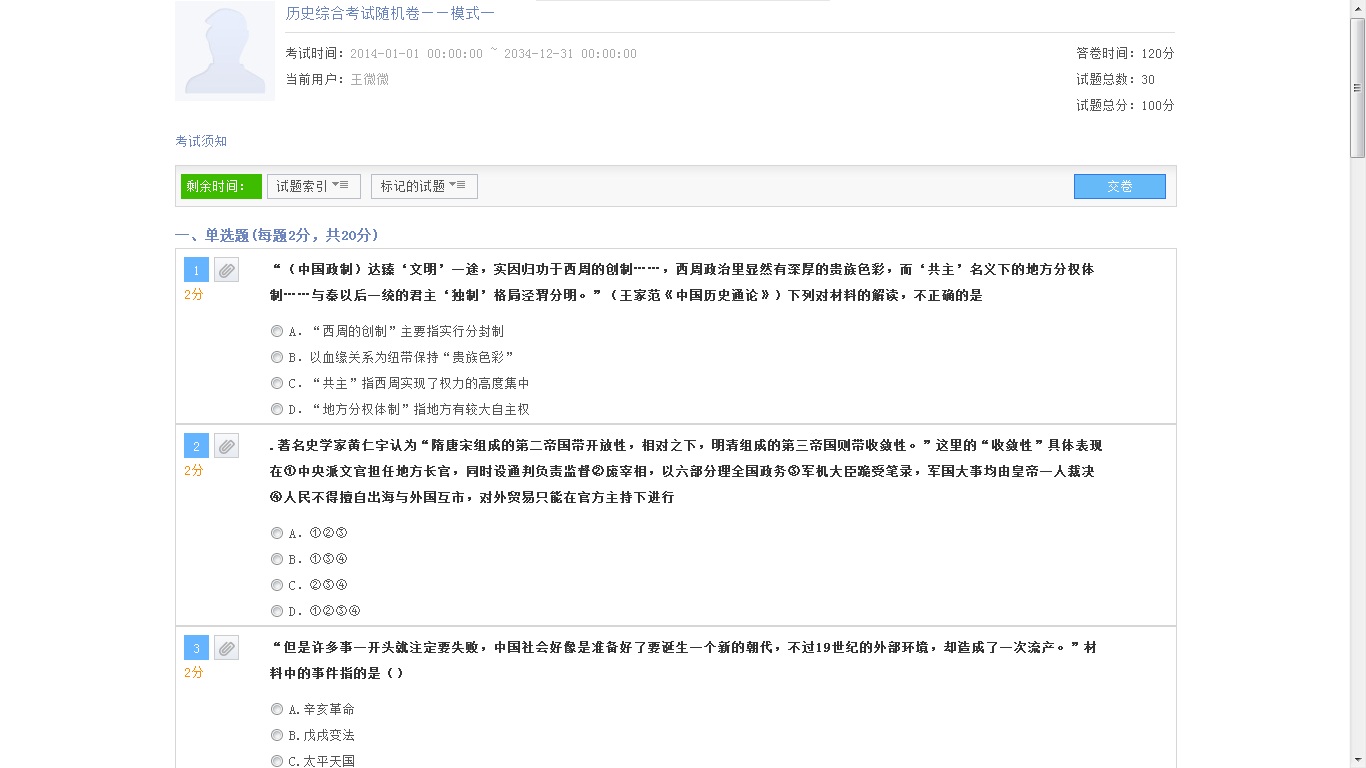 历史综合考试随机卷——模式一
考试时间: 2014-01-01 00:00:00 ~ 2034-12-31 00:00:00
答卷时间: 120分
当前用户: 王微微
试题总数: 30
试题总分: 100分
考试须知
剩余时间:
试题索引
标记的试题
交卷
一、单选题(每题2分，共20分)
1
“（中国政制）达臻‘文明’一途，实因归功于西周的创制……，西周政治里显然有深厚的贵族色彩，而‘共主’名义下的地方分权体
2分
制……与秦以后一统的君主‘独制’格局泾渭分明。”（王家范《中国历史通论》）下列对材料的解读，不正确的是
A. “西周的创制”主要指实行分封制
B. 以血缘关系为纽带保持“贵族色彩”
C. “共主”指西周实现了权力的高度集中
D. “地方分权体制”指地方有较大自主权
2
.著名史学家黄仁宇认为“隋唐宋组成的第二帝国带开放性，相对之下，明清组成的第三帝国则带收敛性。”这里的“收敛性”具体表现
2分
在①中央派文官担任地方长官，同时设通判负责监督②废宰相，以六部分理全国政务③军机大臣跪受笔录，军国大事均由皇帝一人裁决
④人民不得擅自出海与外国互市，对外贸易只能在官方主持下进行
A. ①②③
B. ①③④
C. ②③④
D. ①②③④
3
“但是许多事一开头就注定要失败，中国社会好像是准备好了要诞生一个新的朝代，不过19世纪的外部环境，却造成了一次流产。”材
2分
料中的事件指的是（）
A.辛亥革命
B.戊戌变法
C.太平天国